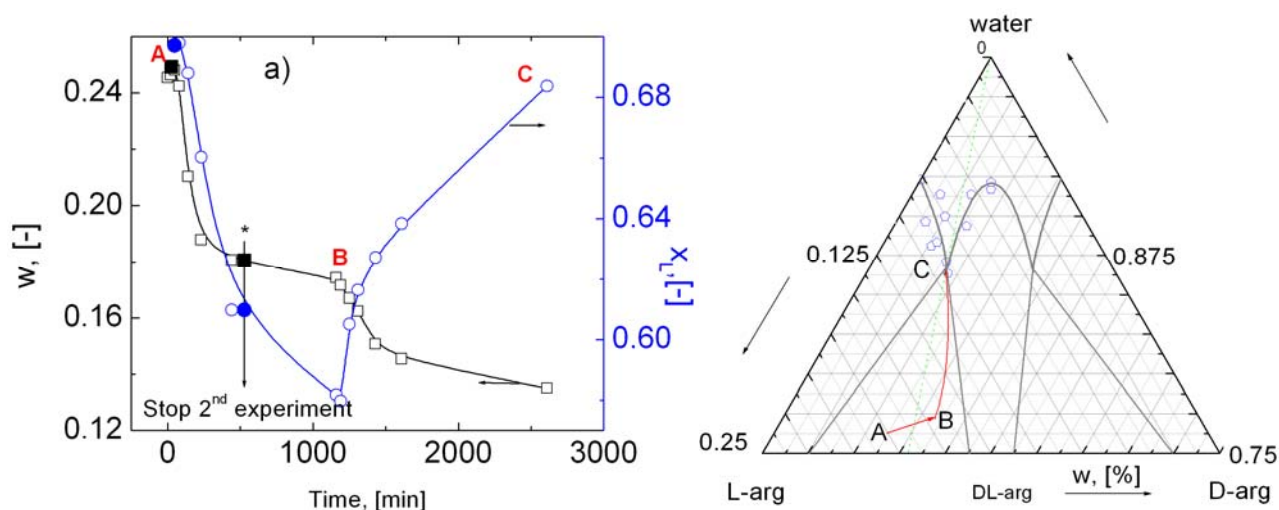 A
a)
C
0.24
0.68
0.20
*
B
0.64
w, [-]
x_L,[-]
0.16
0.60
Stop 2nd experiment
0.12
0
1000
2000
3000
Time, [min]
water
0
0.125
0.875
C
A
B
0.25
0.75
L-arg
DL-arg
w, [%]
D-arg